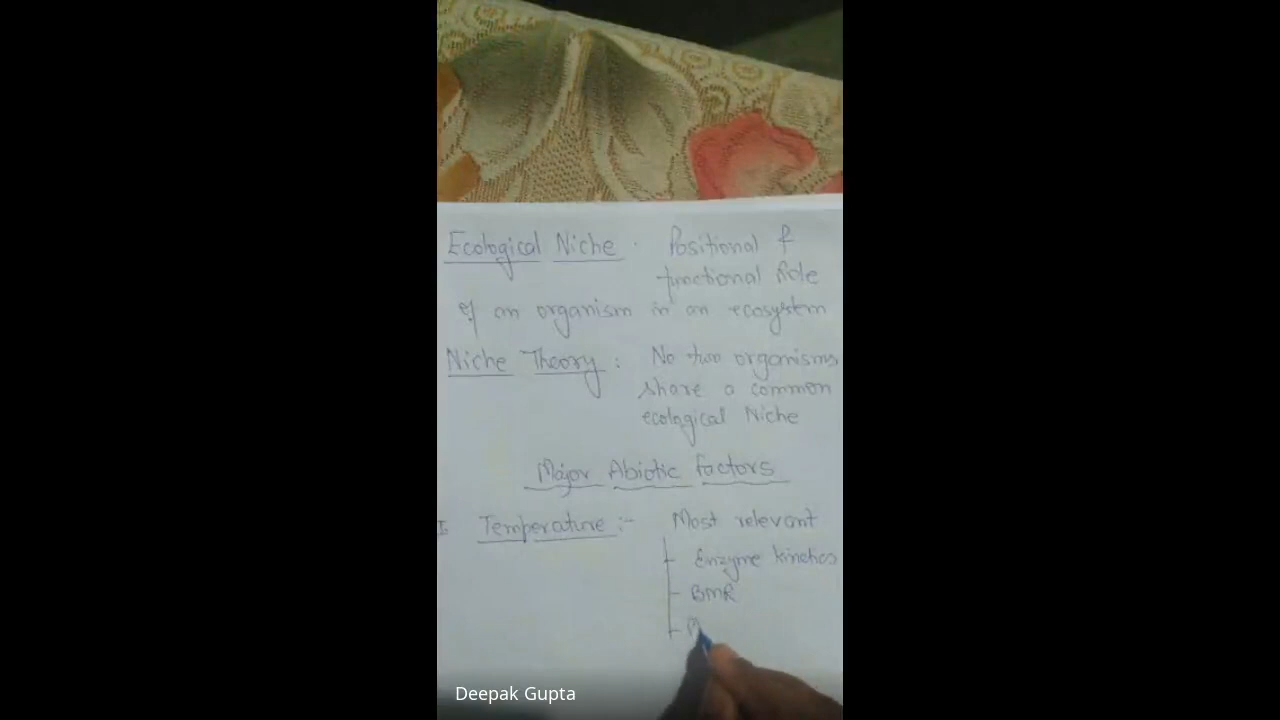 Ecological Niche · Positional &
functional Role
of an organism in an ecosystem
Niche Theory : No two organisms
share a common
ecological Niche
Major Abiotic factors
I. Temperature :- Most relevant
Enzyme kinetics
BMR
Deepak Gupta